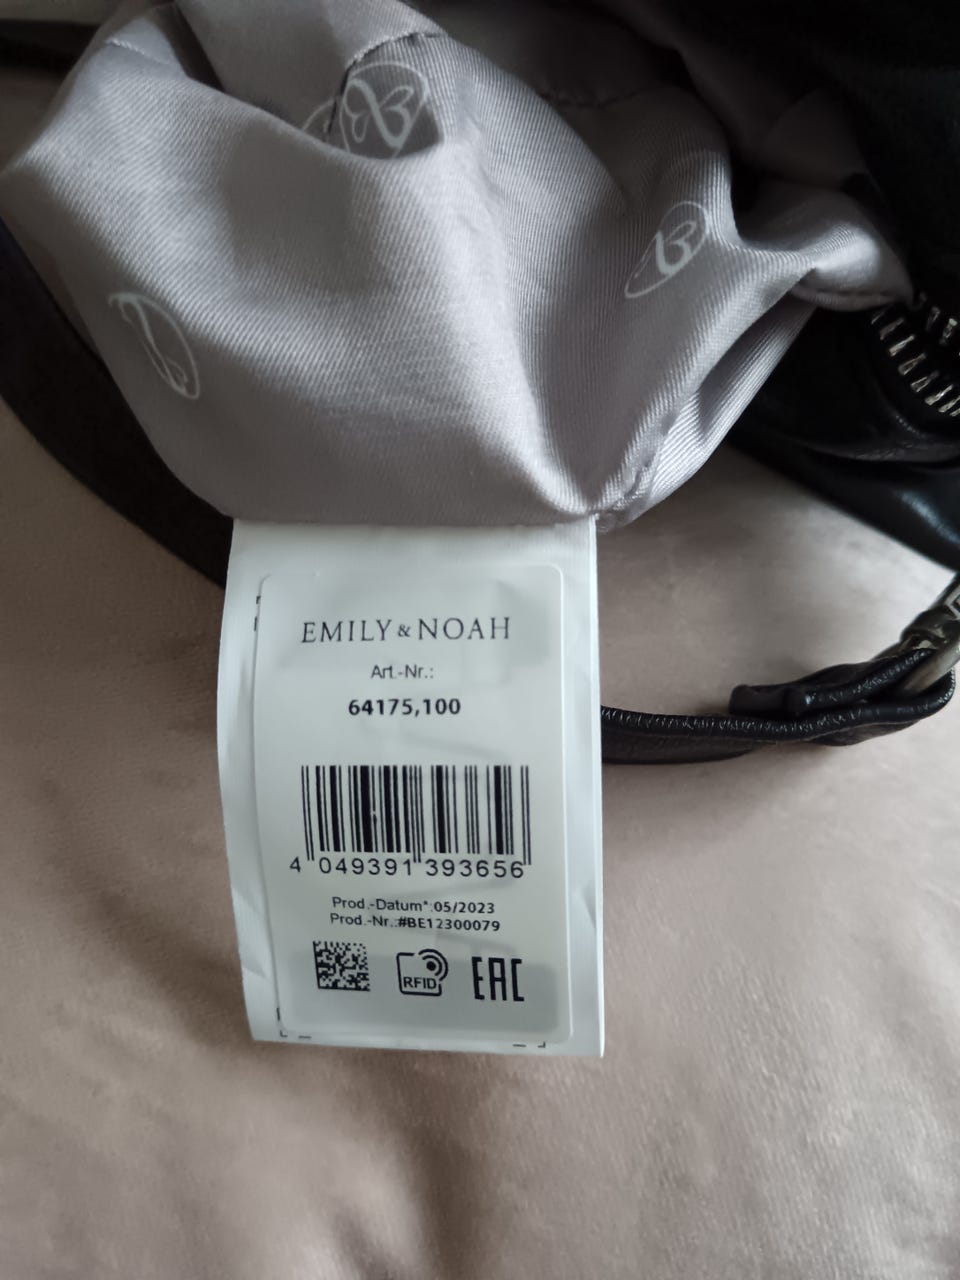 EMILY & NOAH
Art.-Nr.:
64175,100
4 049391 393656
Prod.-Datum*:05/2023
Prod.-Nr.:#BE12300079
RFID
EAC